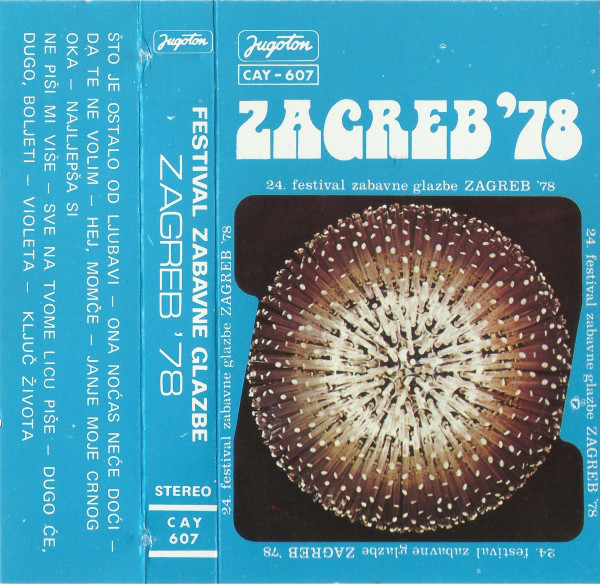 ŠTO JE OSTALO OD LJUBAVI – ONA NOĆAS NEĆE DOĆI –
DA TE NE VOLIM – HEJ, MOMČE – JANJE MOJE CRNOG
OKA – NAJLJEPŠA SI
NE PIŠI MI VIŠE – SVE NA TVOME LICU PIŠE – DUGO ĆE,
DUGO, BOLJETI – VIOLETA – KLJUČ ŽIVOTA
Jugoton
FESTIVAL ZABAVNE GLAZBE
ZAGREB '78
STEREO
CAY
607
Jugoton
CAY-607
ZAGREB '78
24. festival zabavne glazbe ZAGREB '78
24. festival zabavne glazbe ZAGREB '78
24. festival zabavne glazbe ZAGREB '78
24. festival zabavne glazbe ZAGREB '78